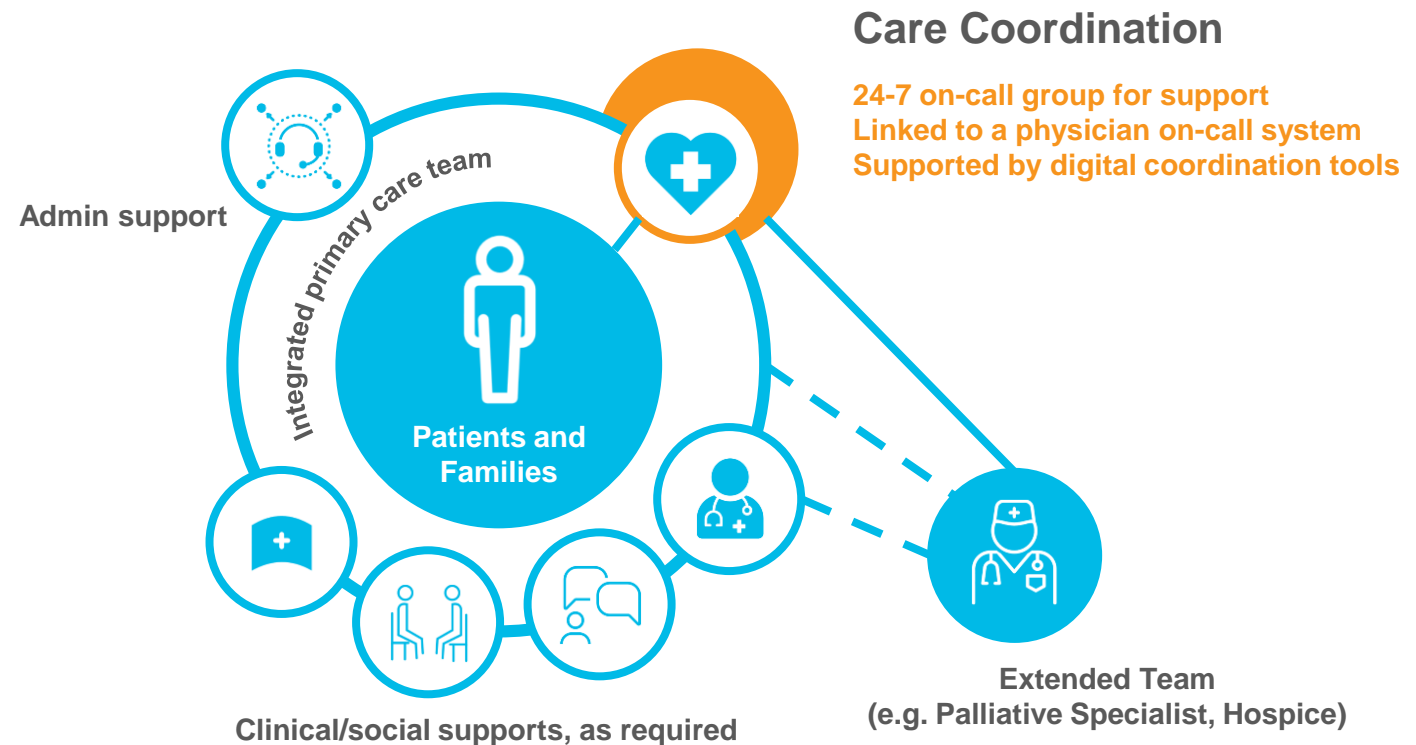 Care Coordination
24-7 on-call group for support
Linked to a physician on-call system
Supported by digital coordination tools
Admin support
Integrated primary care team
Patients and
Families
Extended Team
(e.g. Palliative Specialist, Hospice)
Clinical/social supports, as required